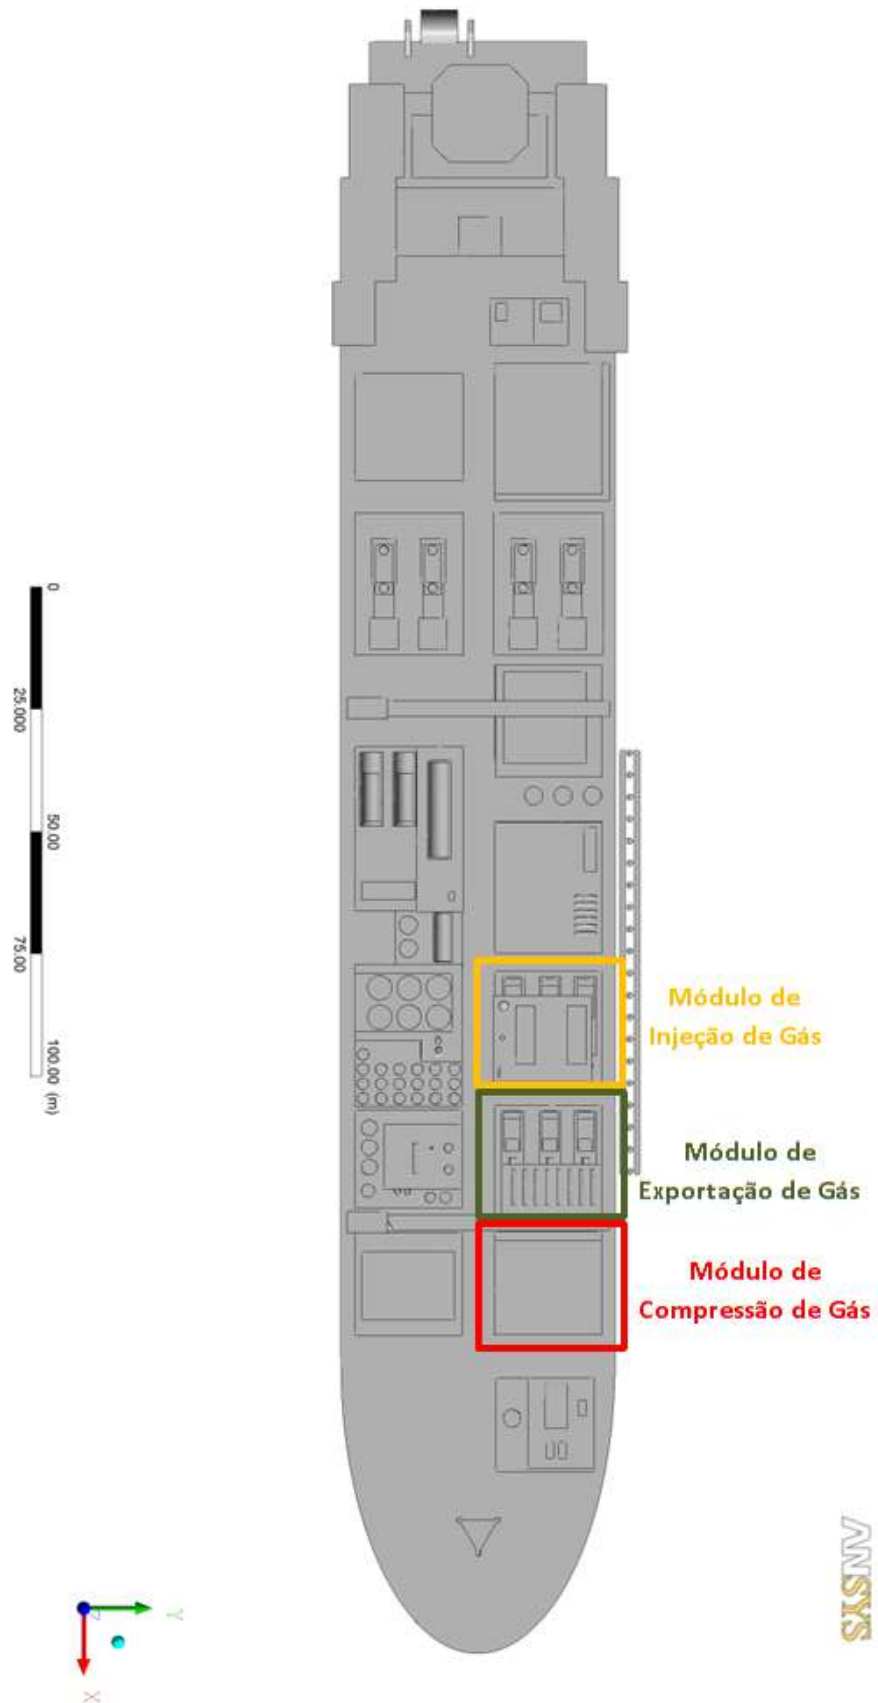 0
25.000
50.00
75.00
100.00 (m)
Módulo de
Injeção de Gás
Módulo de
Exportação de Gás
Módulo de
Compressão de Gás
ANSYS
Y
Z
X